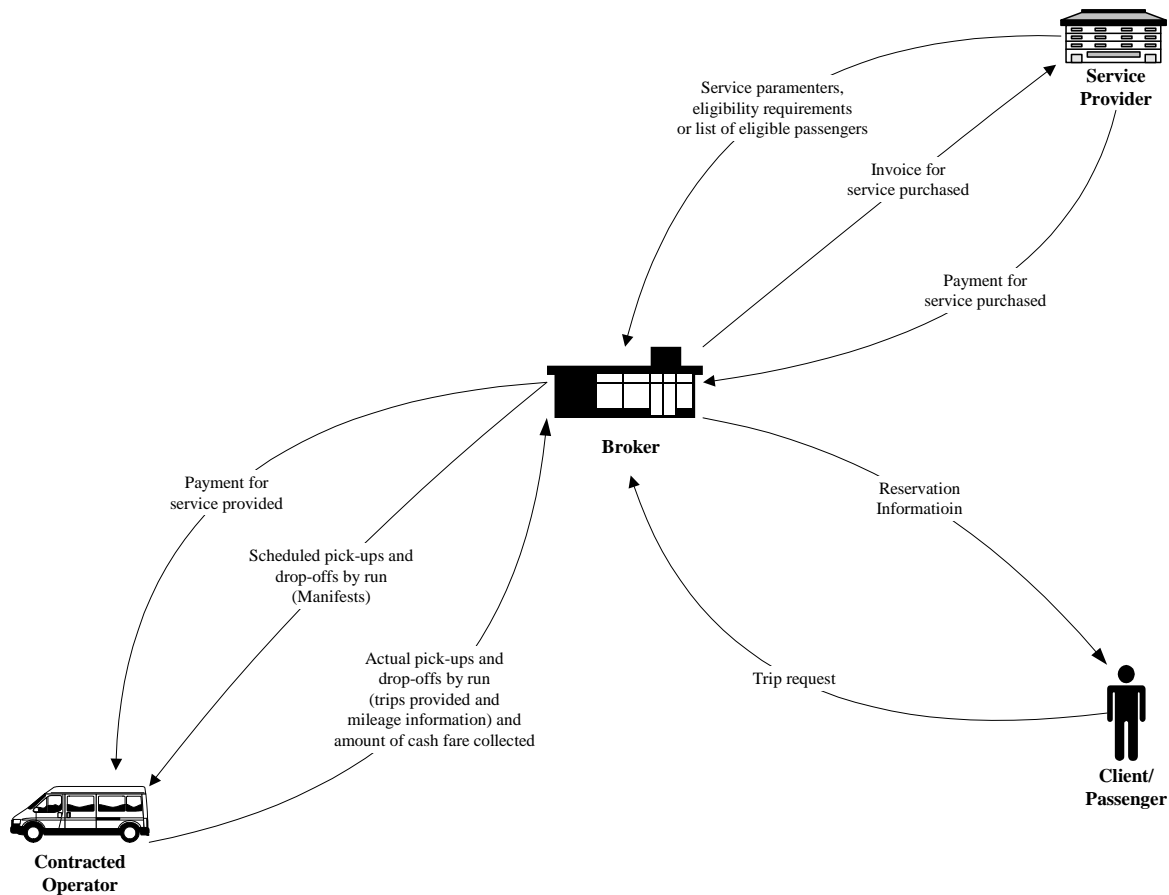 Service
Provider
Service paramenters,
eligibility requirements
or list of eligible passengers
Invoice for
service purchased
Payment for
service purchased
Broker
Payment for
service provided
Reservation
Informatioin
Scheduled pick-ups and
drop-offs by run
(Manifests)
Actual pick-ups and
drop-offs by run
(trips provided and
mileage information) and
amount of cash fare collected
Trip request
Client/
Passenger
Contracted
Operator